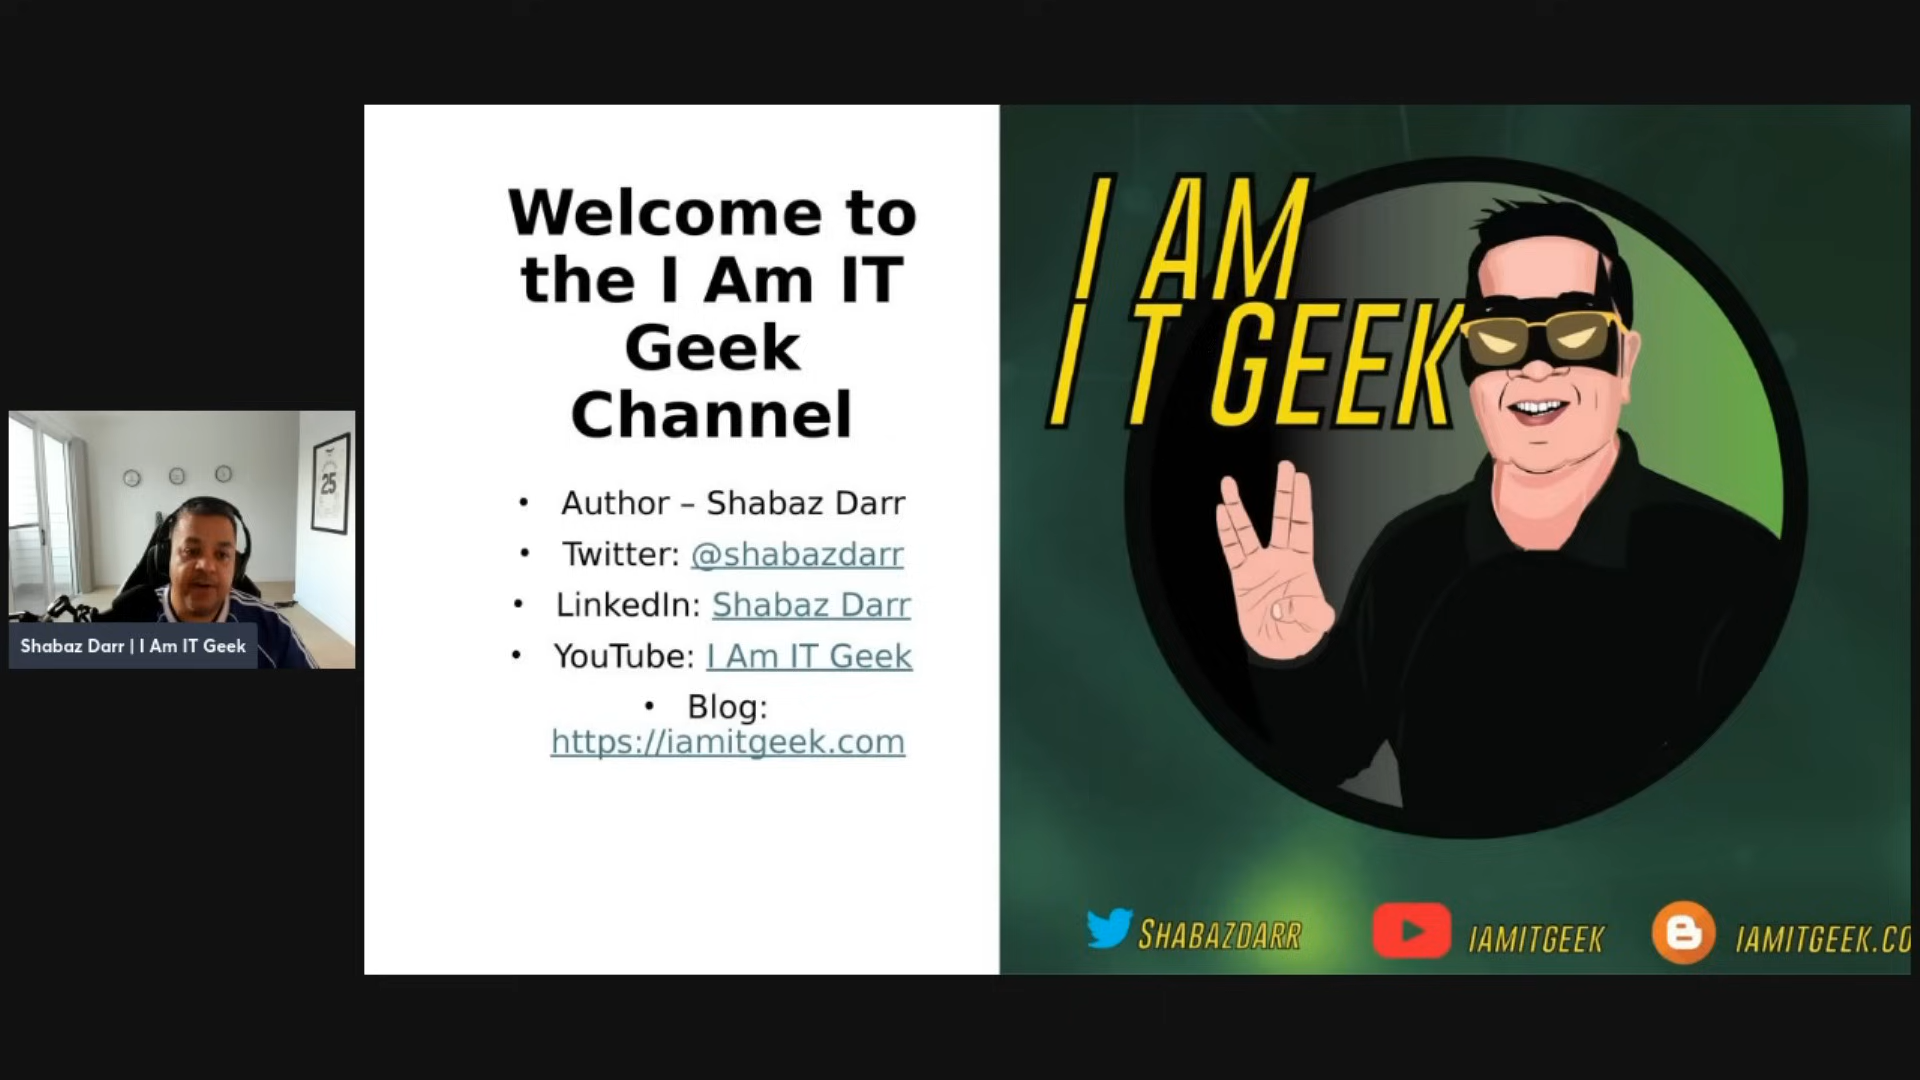 Welcome to
the I Am IT
Geek
Channel
• Author – Shabaz Darr
• Twitter: @shabazdarr
• LinkedIn: Shabaz Darr
• YouTube: I Am IT Geek
• Blog:
https://iamitgeek.com
I AM
IT GEEK
SHABAZDARR
IAMITGEEK
IAMITGEEK.CO
25
Shabaz Darr | I Am IT Geek